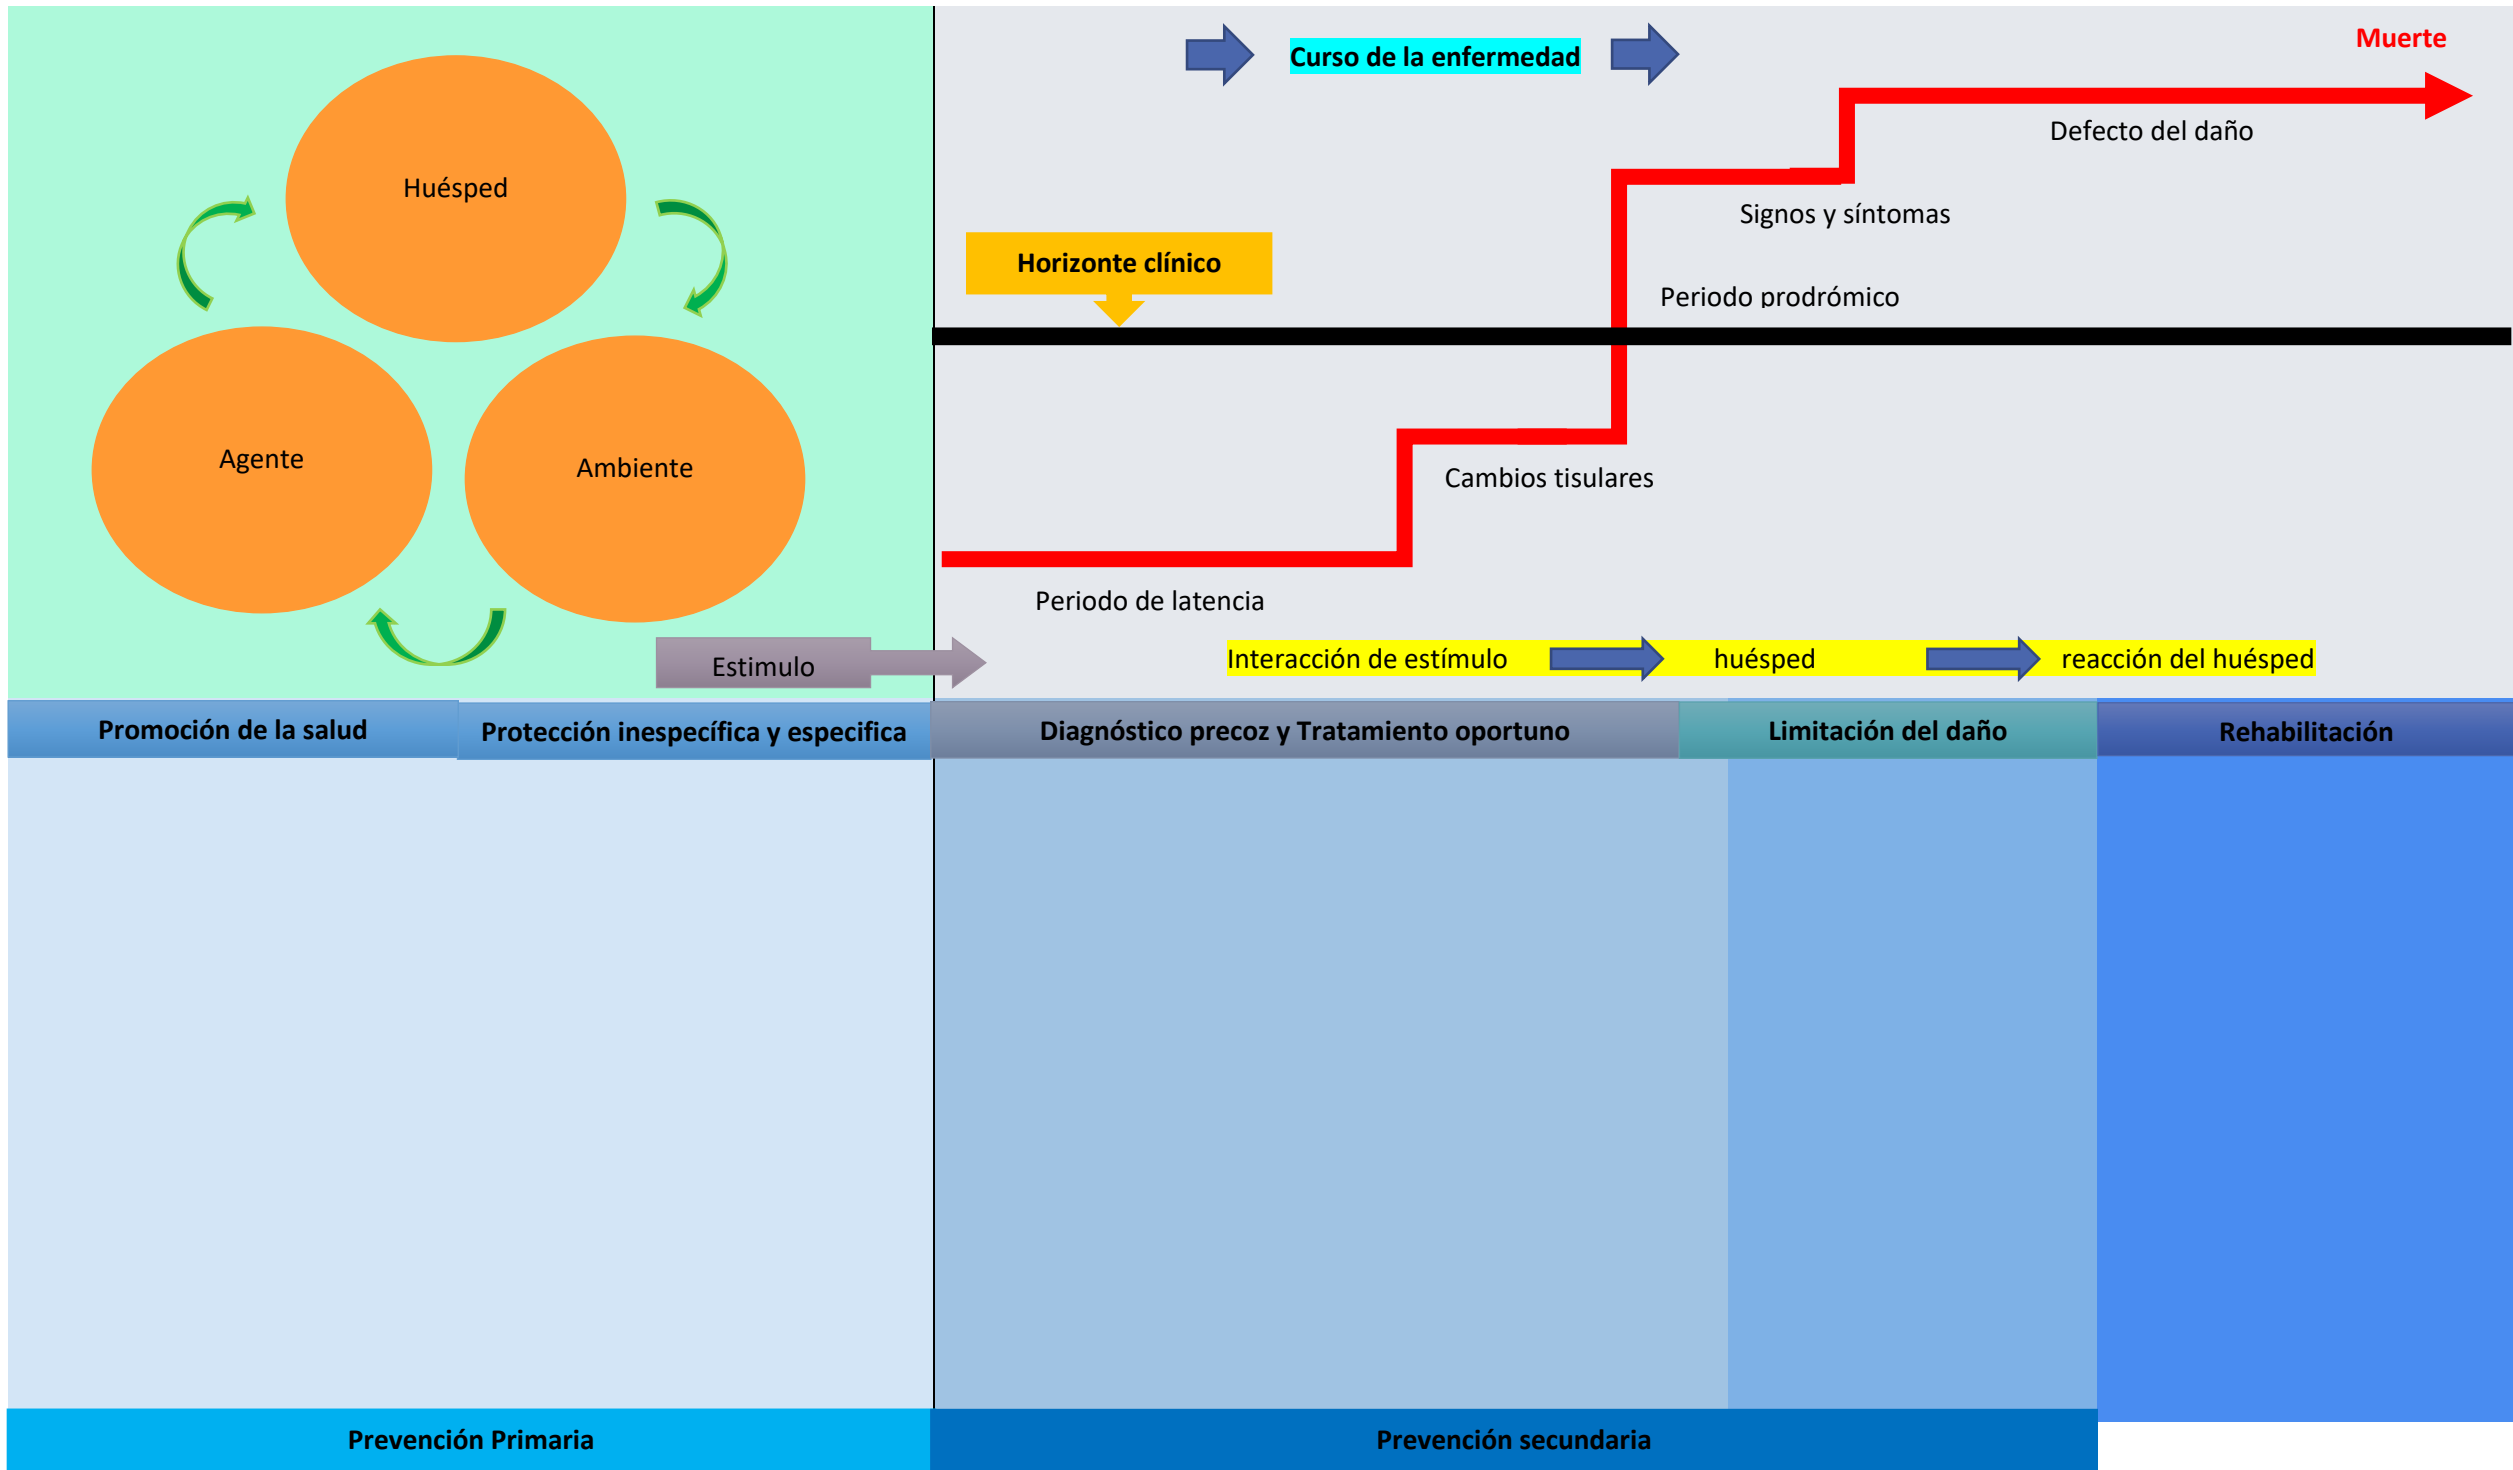 Huésped
Agente
Ambiente
Estimulo
Curso de la enfermedad
Muerte
Defecto del daño
Signos y síntomas
Horizonte clínico
Periodo prodrómico
Cambios tisulares
Periodo de latencia
Interacción de estímulo huésped reacción del huésped
Promoción de la salud
Protección inespecífica y especifica
Diagnóstico precoz y Tratamiento oportuno
Limitación del daño
Rehabilitación
Prevención Primaria
Prevención secundaria